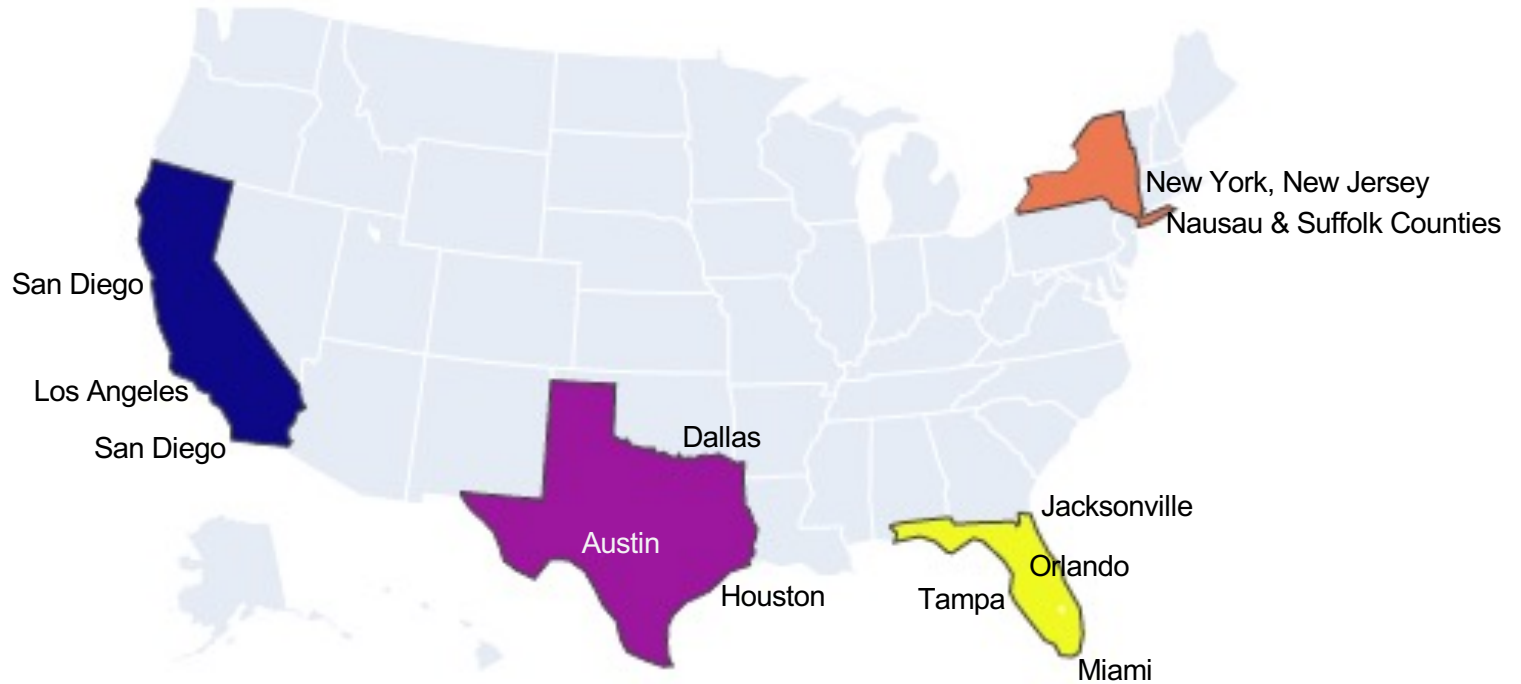 New York, New Jersey
Nausau & Suffolk Counties
San Diego
Los Angeles
San Diego
Dallas
Austin
Houston
Jacksonville
Orlando
Tampa
Miami